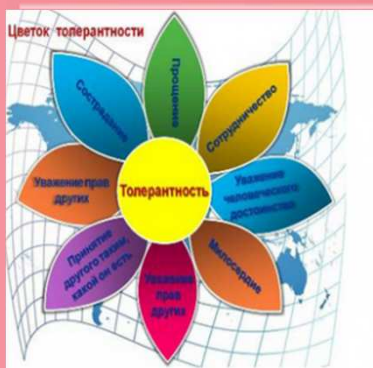 Цветок толерантности
Прощение
Сотрудничество
Уважение
человеческого
достоинства
Милосердие
Уважение
прав
других
Принятие
другого таким,
какой он есть
Уважение прав
других
Сострадание
Толерантность